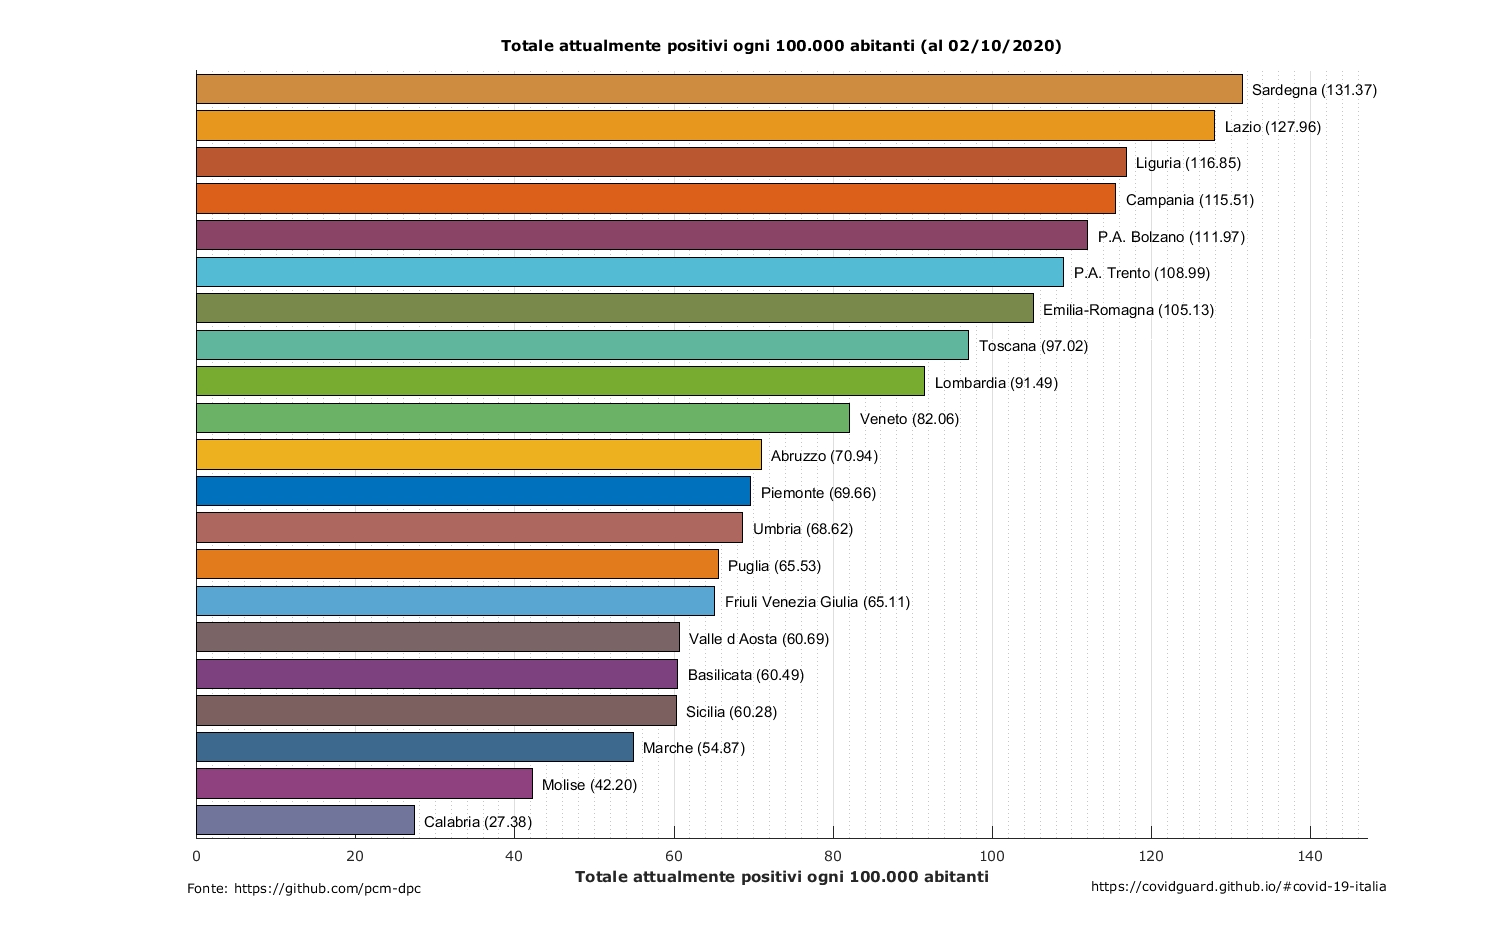 Totale attualmente positivi ogni 100.000 abitanti (al 02/10/2020)
Sardegna (131.37)
Lazio (127.96)
Liguria (116.85)
Campania (115.51)
P.A. Bolzano (111.97)
P.A. Trento (108.99)
Emilia-Romagna (105.13)
Toscana (97.02)
Lombardia (91.49)
Veneto (82.06)
Abruzzo (70.94)
Piemonte (69.66)
Umbria (68.62)
Puglia (65.53)
Friuli Venezia Giulia (65.11)
Valle d Aosta (60.69)
Basilicata (60.49)
Sicilia (60.28)
Marche (54.87)
Molise (42.20)
Calabria (27.38)
0 20 40 60 80 100 120 140
Totale attualmente positivi ogni 100.000 abitanti
Fonte: https://github.com/pcm-dpc
https://covidguard.github.io/#covid-19-italia